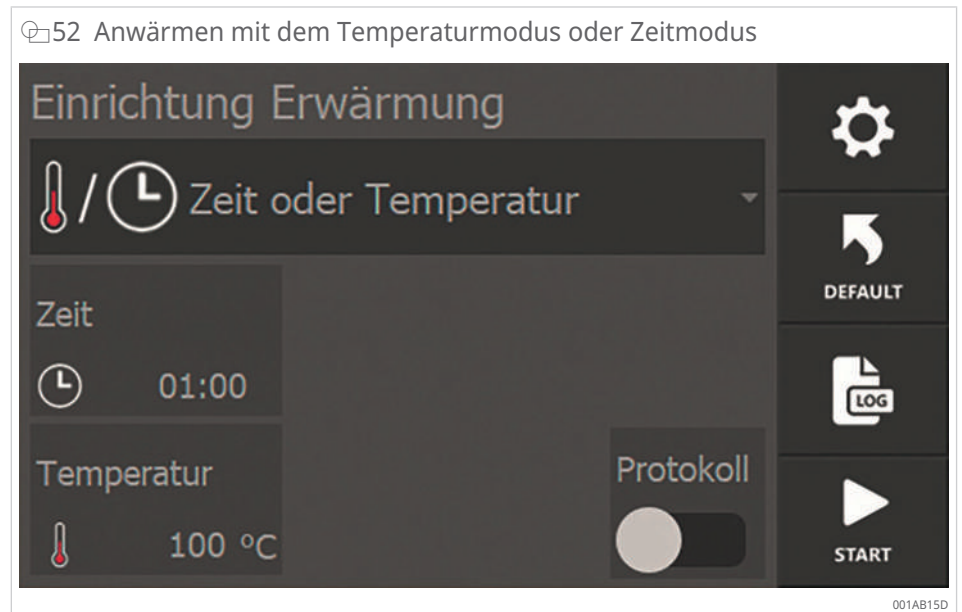 52 Anwärmen mit dem Temperaturmodus oder Zeitmodus
Einrichtung Erwärmung
/ Zeit oder Temperatur
DEFAULT
Zeit
01:00
LOG
Temperatur
Protokoll
100 °C
START
001AB15D